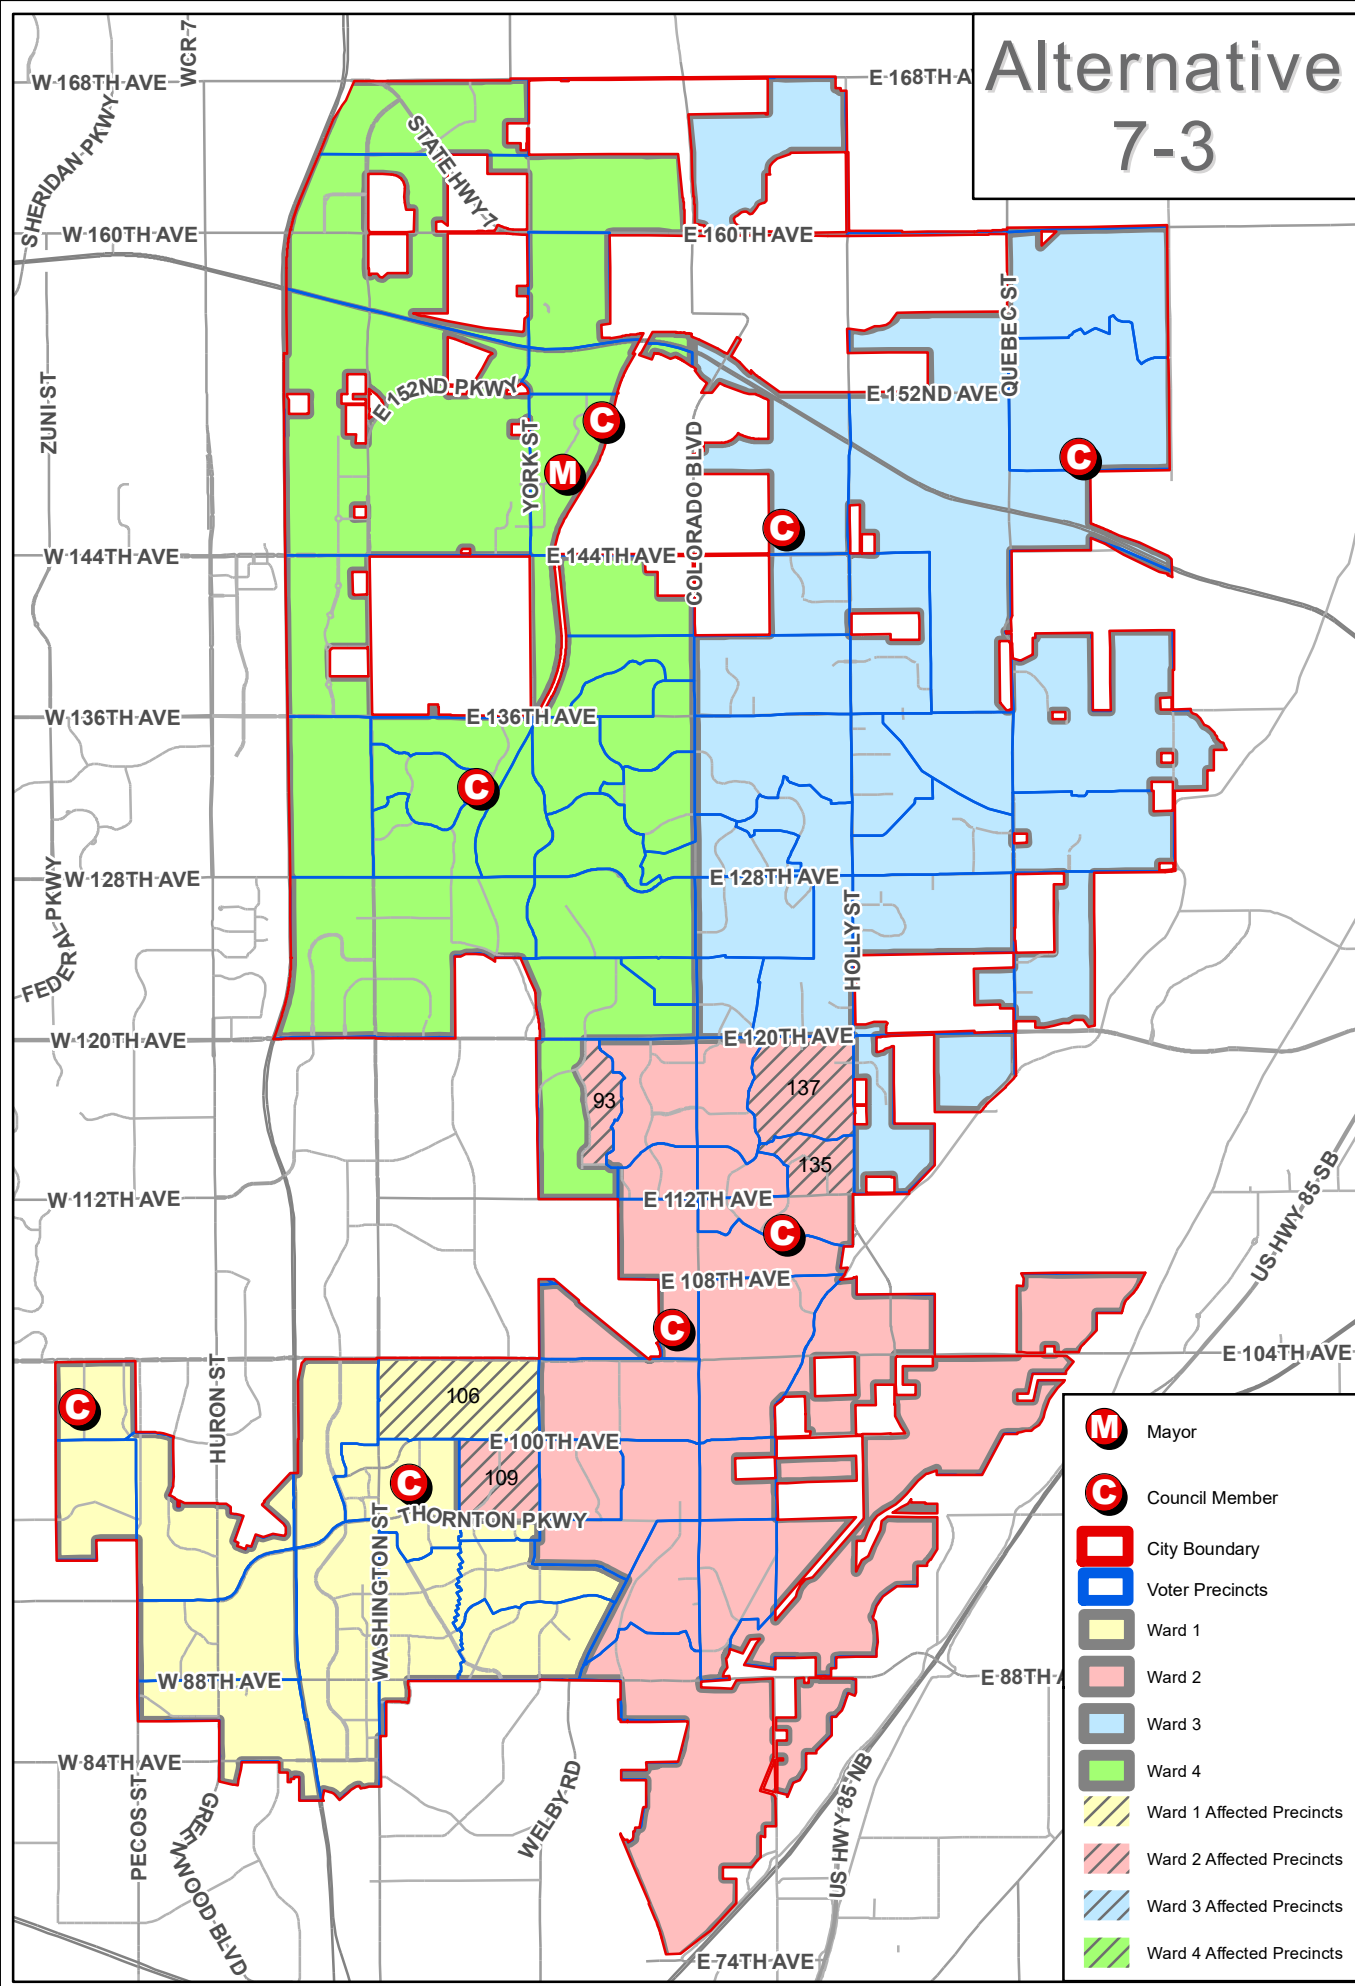 Alternative
7-3
W 168TH AVE
WCR-7
E 168TH A
SHERIDAN PKWY
STATE HWY 7
W 160TH AVE
E 160TH AVE
QUEBEC ST
ZUNI ST
E 152ND PKWY
E 152ND AVE
YORK ST
COLORADO BLVD
C
M
C
C
W 144TH AVE
E 144TH AVE
W 136TH AVE
E 136TH AVE
C
FEDERAL PKWY
W 128TH AVE
E 128TH AVE
HOLLY ST
W 120TH AVE
E 120TH AVE
93
137
135
W 112TH AVE
E 112TH AVE
US HWY 85 SB
C
E 108TH AVE
C
HURON ST
E 104TH AVE
C
106
E 100TH AVE
109
C
THORNTON PKWY
WASHINGTON ST
W 88TH AVE
E 88TH A
W 84TH AVE
PECOS ST
GREENWOOD BLVD
WELBY RD
US HWY 85 NB
E 74TH AVE
M
Mayor
C
Council Member
City Boundary
Voter Precincts
Ward 1
Ward 2
Ward 3
Ward 4
Ward 1 Affected Precincts
Ward 2 Affected Precincts
Ward 3 Affected Precincts
Ward 4 Affected Precincts